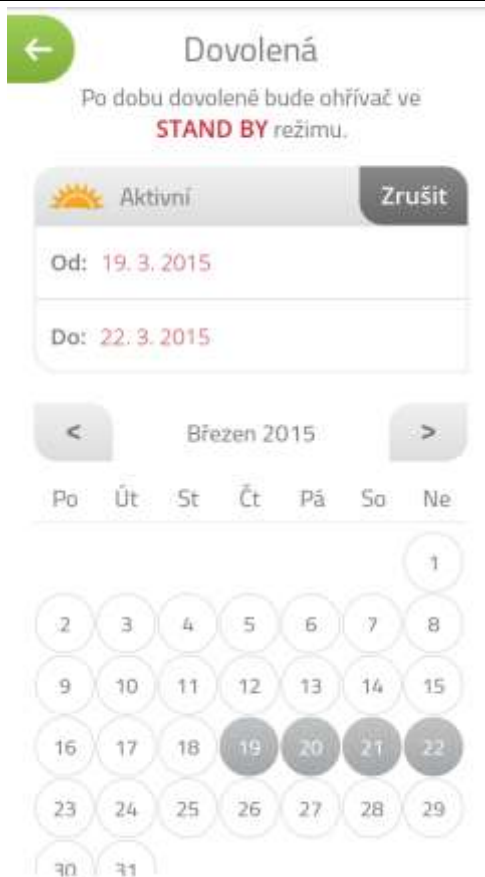 Dovolená
Po dobu dovolené bude ohřívač ve
STAND BY režimu.
Aktivní Zrušit
Od: 19. 3. 2015
Do: 22. 3. 2015
< Březen 2015 >
Po Út St Čt Pá So Ne
1
2 3 4 5 6 7 8
9 10 11 12 13 14 15
16 17 18 19 20 21 22
23 24 25 26 27 28 29
30 31